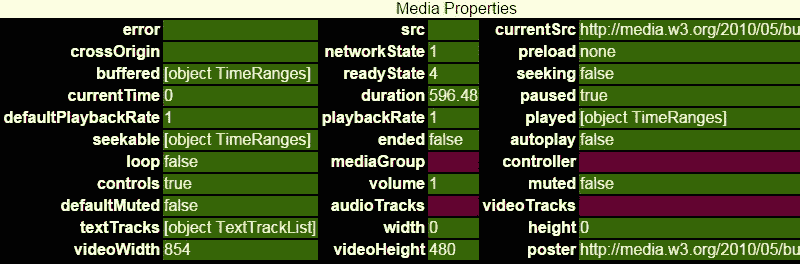 Media Properties
error src currentSrc http://media.w3.org/2010/05/bu
crossOrigin networkState 1 preload none
buffered [object TimeRanges] readyState 4 seeking false
currentTime 0 duration 596.48 paused true
defaultPlaybackRate 1 playbackRate 1 played [object TimeRanges]
seekable [object TimeRanges] ended false autoplay false
loop false mediaGroup controller
controls true volume 1 muted false
defaultMuted false audioTracks videoTracks
textTracks [object TextTrackList] width 0 height 0
videoWidth 854 videoHeight 480 poster http://media.w3.org/2010/05/bu